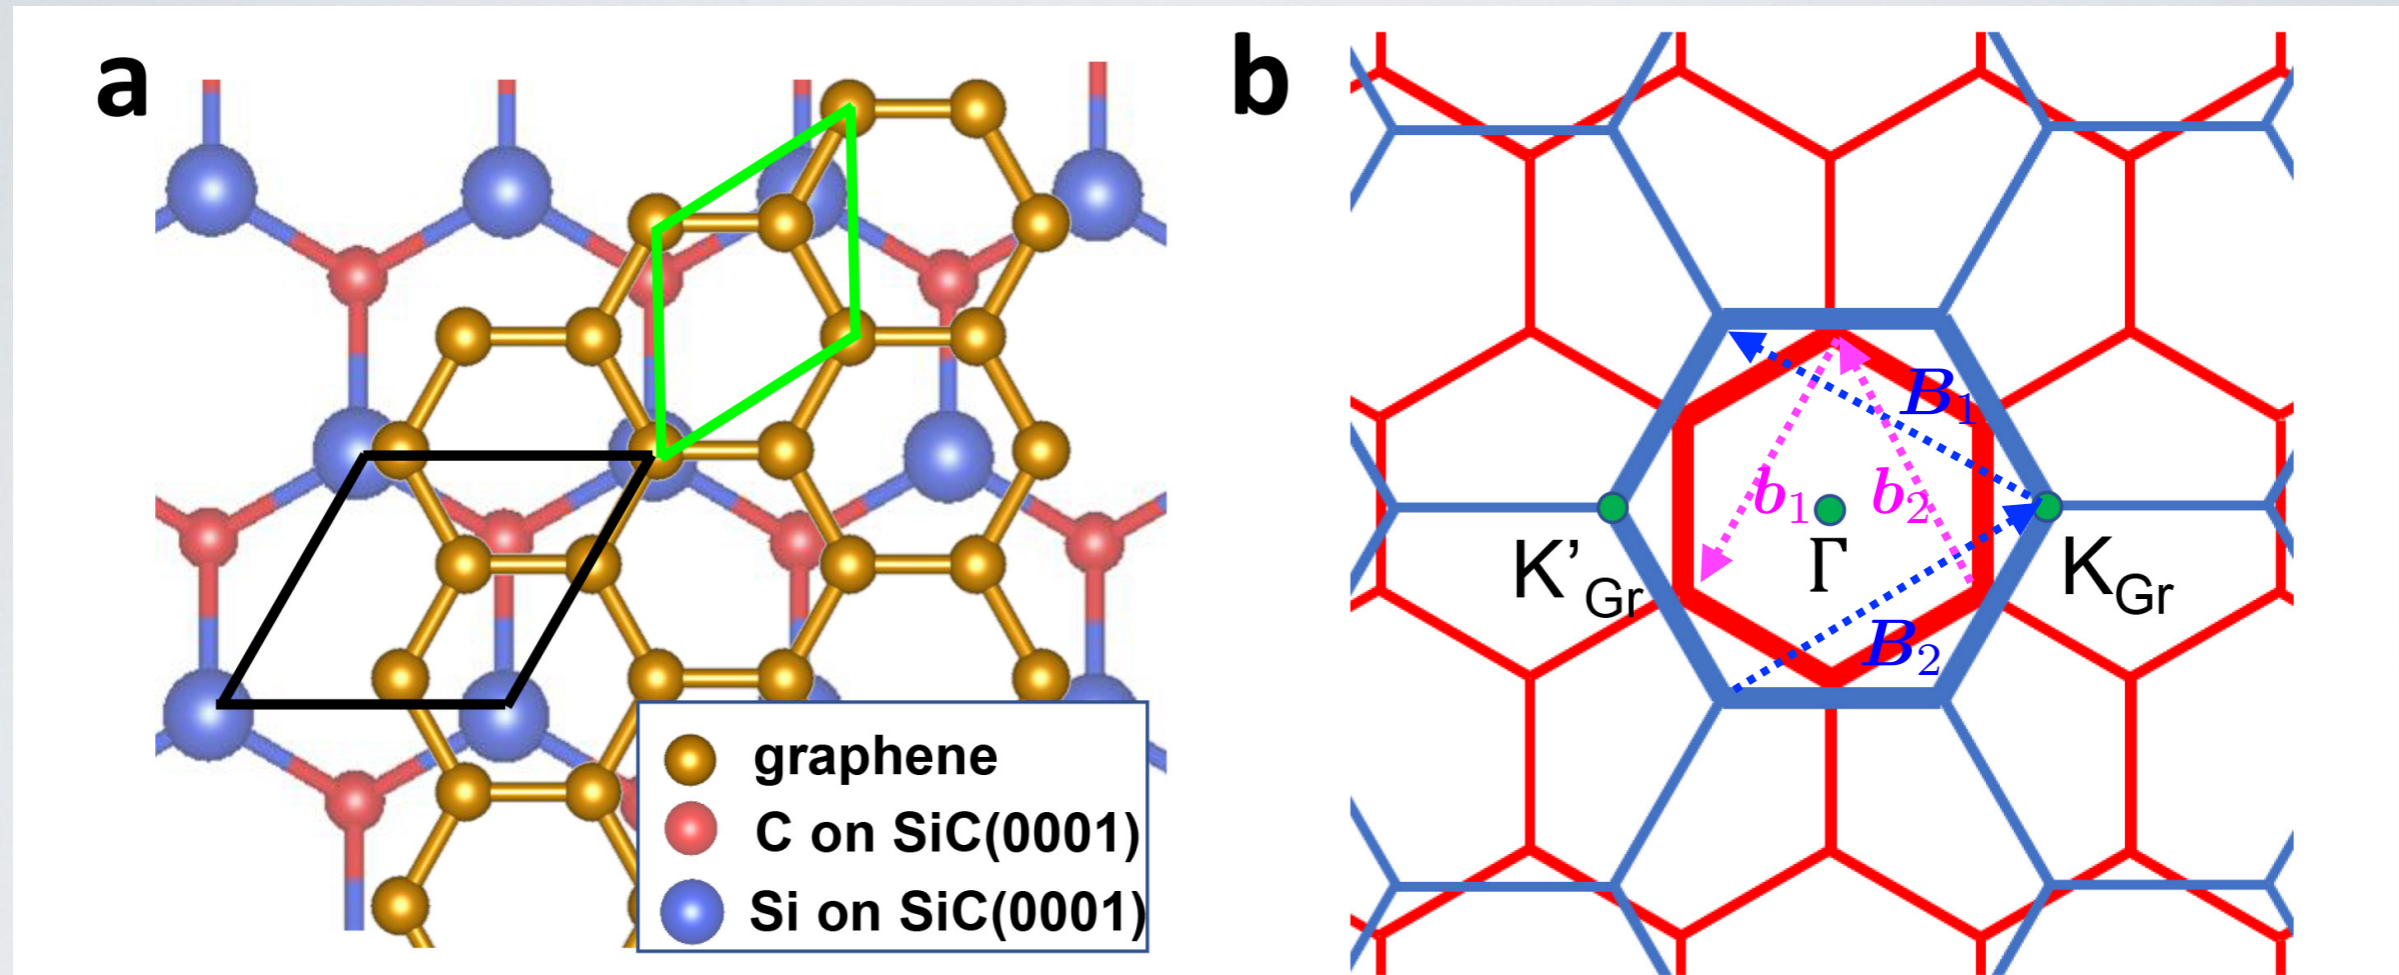 a
graphene
C on SiC(0001)
Si on SiC(0001)
b
B₁
b₁
b₂
Γ
K’Gr
KGr
B₂